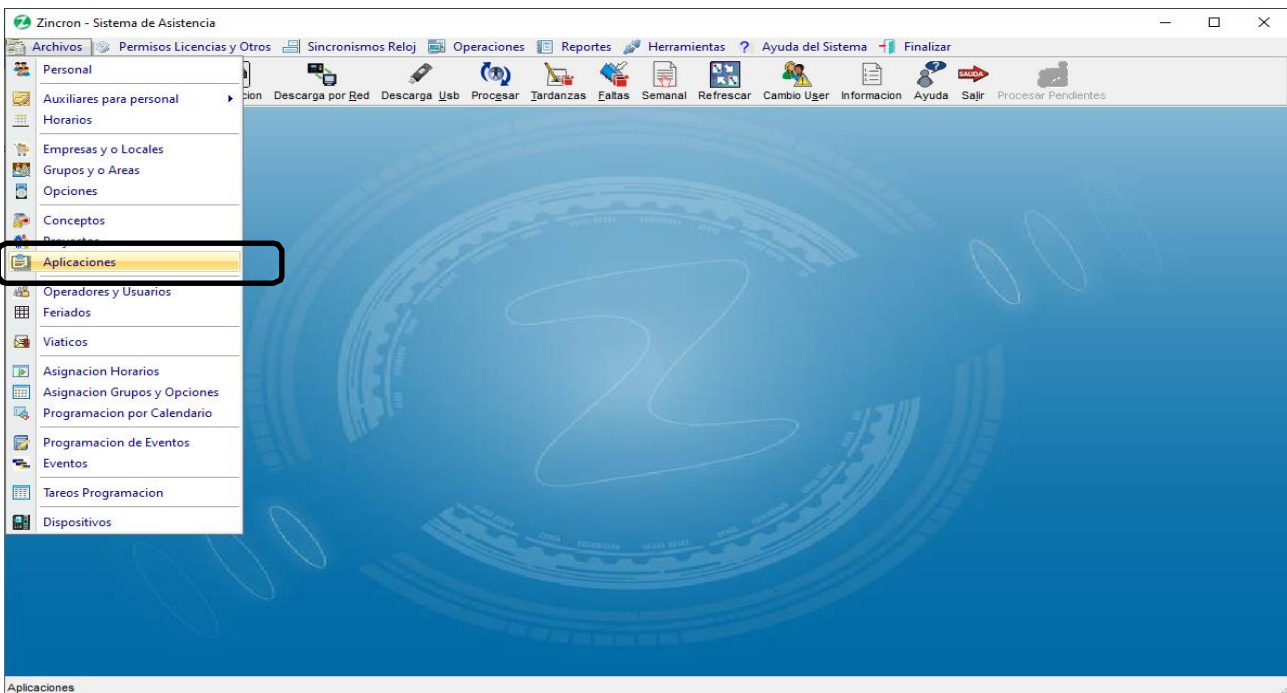 Zincron - Sistema de Asistencia
Archivos Permisos Licencias y Otros Sincronismos Reloj Operaciones Reportes Herramientas ? Ayuda del Sistema Finalizar
cion Descarga por Red Descarga Usb Procesar Tardanzas Faltas Semanal Refrescar Cambio User Informacion Ayuda Salir Procesar Pendientes
SALIDA
Personal
Auxiliares para personal
Horarios
Empresas y o Locales
Grupos y o Areas
Opciones
Conceptos
Proyectos
Aplicaciones
Operadores y Usuarios
Feriados
Viaticos
Asignacion Horarios
Asignacion Grupos y Opciones
Programacion por Calendario
Programacion de Eventos
Eventos
Tareos Programacion
Dispositivos
Aplicaciones